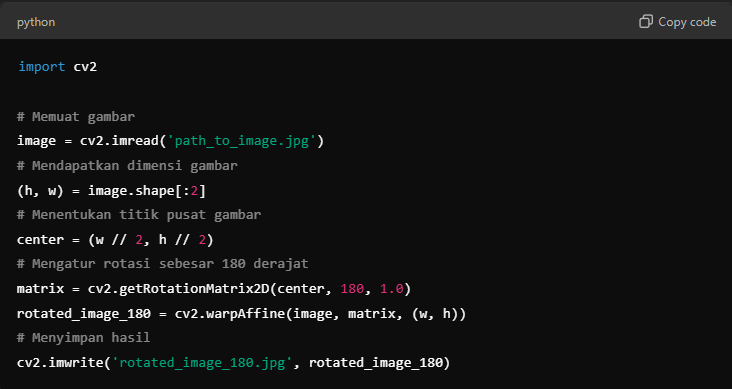 python
Copy code
import cv2
# Memuat gambar
image = cv2.imread('path_to_image.jpg')
# Mendapatkan dimensi gambar
(h, w) = image.shape[:2]
# Menentukan titik pusat gambar
center = (w // 2, h // 2)
# Mengatur rotasi sebesar 180 derajat
matrix = cv2.getRotationMatrix2D(center, 180, 1.0)
rotated_image_180 = cv2.warpAffine(image, matrix, (w, h))
# Menyimpan hasil
cv2.imwrite('rotated_image_180.jpg', rotated_image_180)